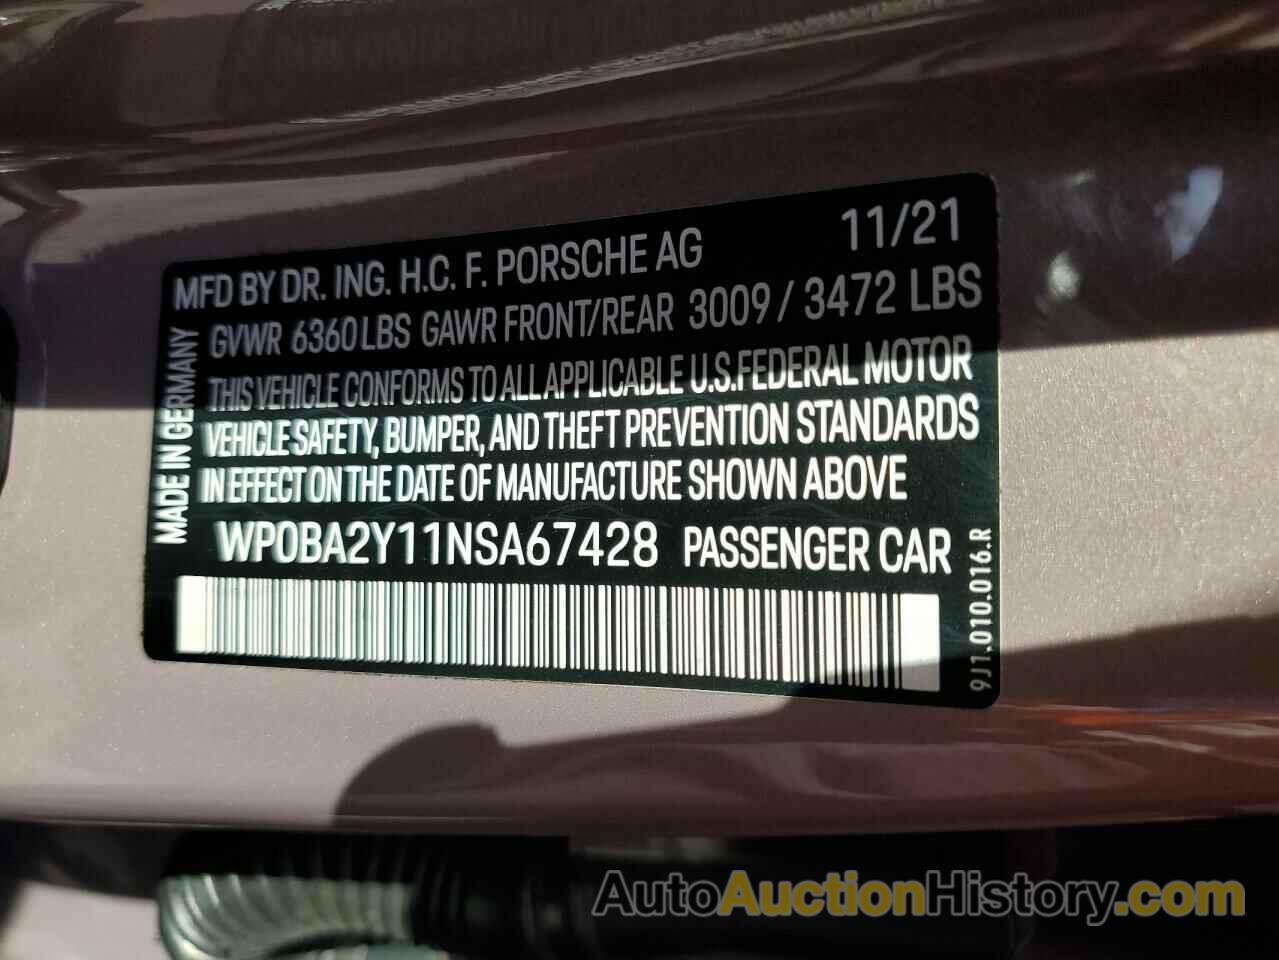 MFD BY DR. ING. H.C. F. PORSCHE AG 11/21
GVWR 6360 LBS GAWR FRONT/REAR 3009 / 3472 LBS
THIS VEHICLE CONFORMS TO ALL APPLICABLE U.S.FEDERAL MOTOR
VEHICLE SAFETY, BUMPER, AND THEFT PREVENTION STANDARDS
IN EFFECT ON THE DATE OF MANUFACTURE SHOWN ABOVE
WP0BA2Y11NSA67428 PASSENGER CAR
MADE IN GERMANY
9J1.010.016.R
AutoAuctionHistory.com